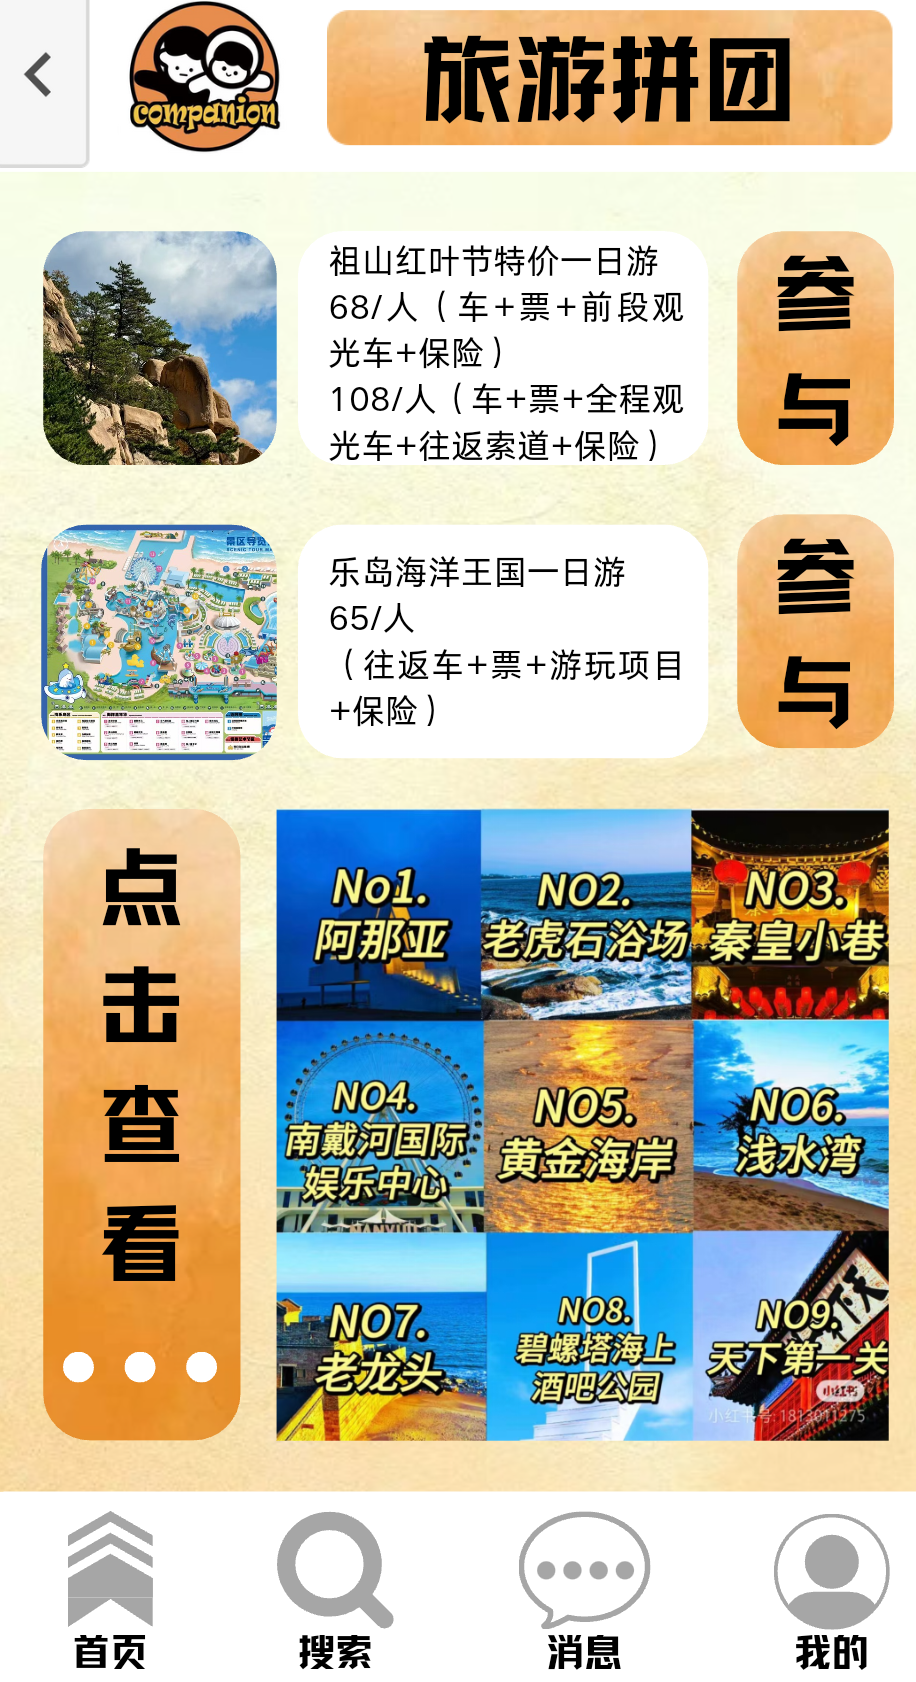 companion
旅游拼团
祖山红叶节特价一日游
68/人（车+票+前段观
光车+保险）
108/人（车+票+全程观
光车+往返索道+保险）
参
与
景区导览
乐岛海洋王国一日游
65/人
（往返车+票+游玩项目
+保险）
参
与
点
击
查
看
No1.
阿那亚
NO2.
老虎石浴场
NO3.
秦皇小巷
NO4.
南戴河国际
娱乐中心
NO5.
黄金海岸
NO6.
浅水湾
NO7.
老龙头
NO8.
碧螺塔海上
酒吧公园
NO9.
天下第一关
小红书
小红书号: 1813011275
首页
搜索
消息
我的